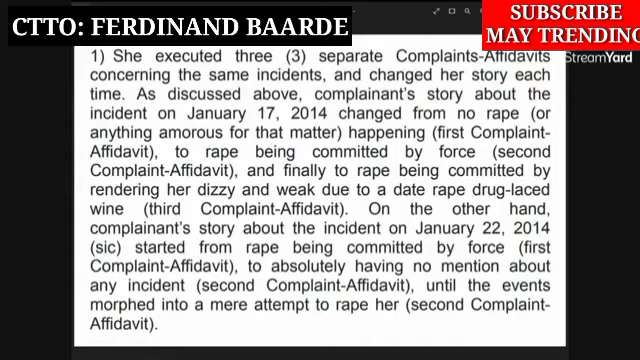 CTTO: FERDINAND BAARDE
SUBSCRIBE
MAY TRENDING
StreamYard
1) She executed three (3) separate Complaints-Affidavits
concerning the same incidents, and changed her story each
time. As discussed above, complainant's story about the
incident on January 17, 2014 changed from no rape (or
anything amorous for that matter) happening (first Complaint-
Affidavit), to rape being committed by force (second
Complaint-Affidavit), and finally to rape being committed by
rendering her dizzy and weak due to a date rape drug-laced
wine (third Complaint-Affidavit). On the other hand,
complainant's story about the incident on January 22, 2014
(sic) started from rape being committed by force (first
Complaint-Affidavit), to absolutely having no mention about
any incident (second Complaint-Affidavit), until the events
morphed into a mere attempt to rape her (second Complaint-
Affidavit).